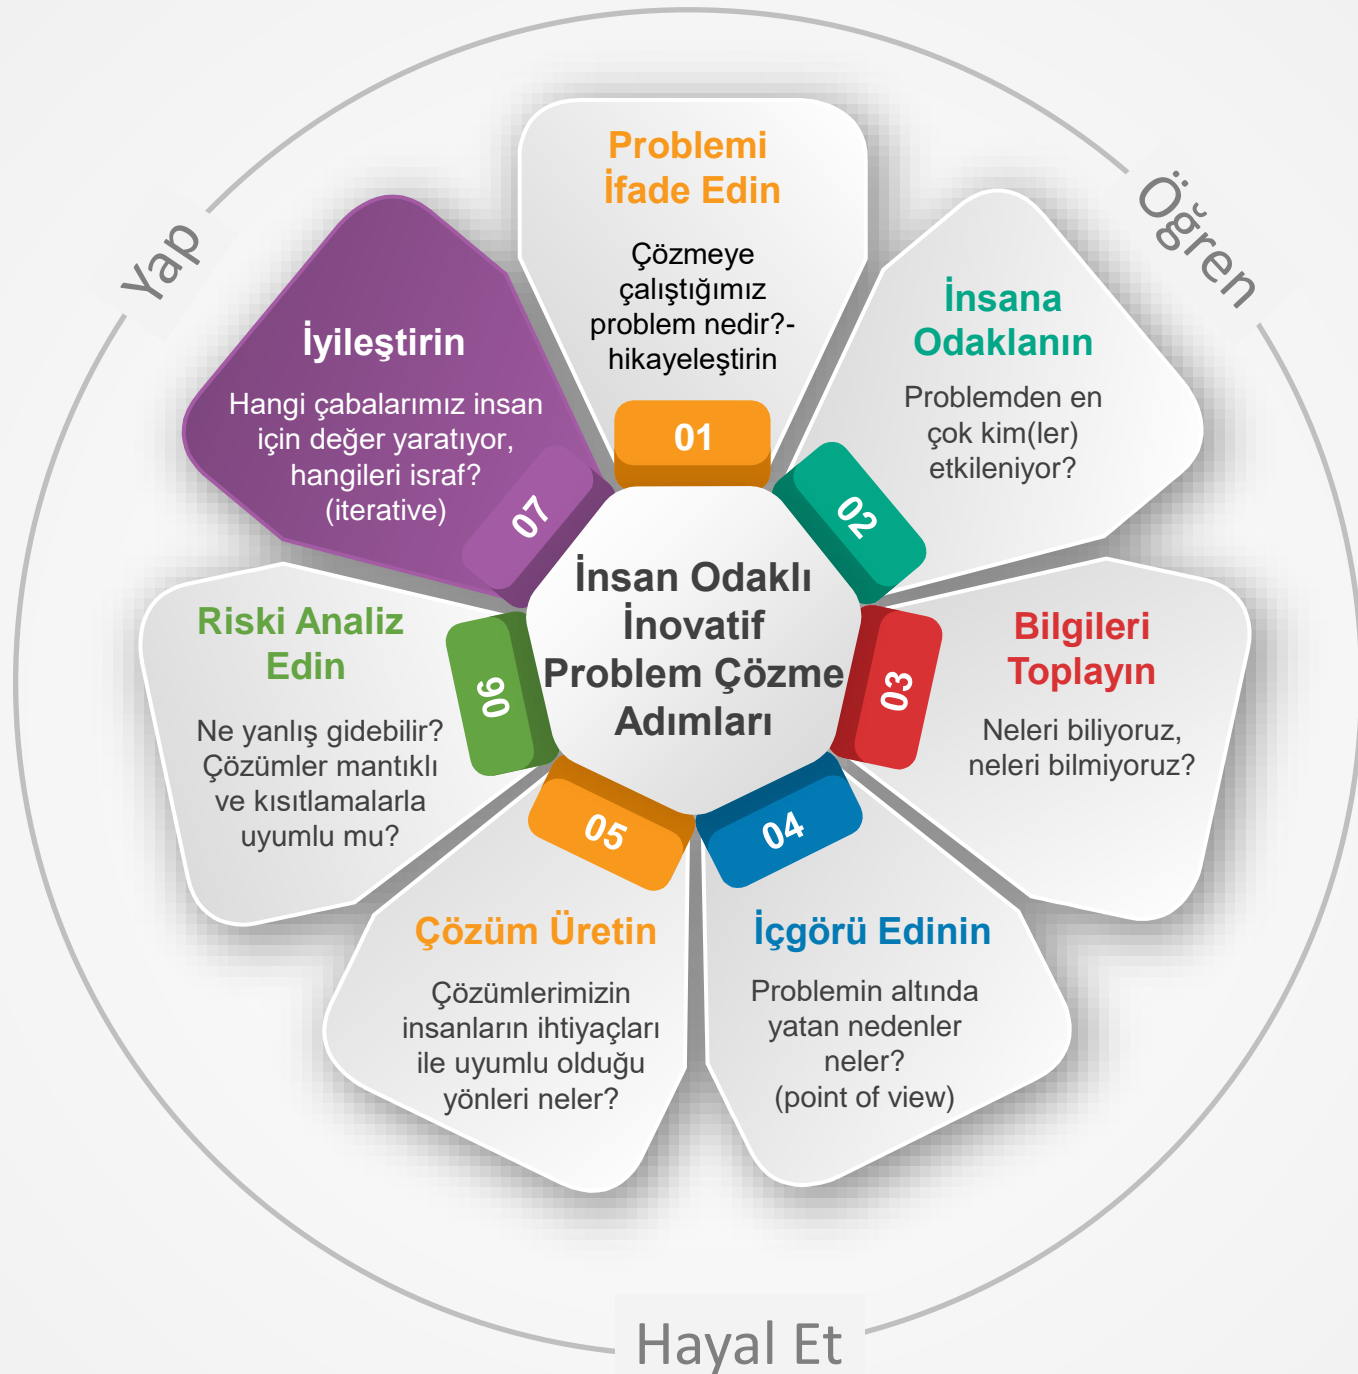 Problemi
İfade Edin
Çözmeye
çalıştığımız
problem nedir?-
hikayeleştirin
01
Öğren
İnsana
Odaklanın
Problemden en
çok kim(ler)
etkileniyor?
02
Bilgileri
Toplayın
Neleri biliyoruz,
neleri bilmiyoruz?
03
İçgörü Edinin
Problemin altında
yatan nedenler
neler?
(point of view)
04
Hayal Et
Çözüm Üretin
Çözümlerimizin
insanların ihtiyaçları
ile uyumlu olduğu
yönleri neler?
05
Riski Analiz
Edin
Ne yanlış gidebilir?
Çözümler mantıklı
ve kısıtlamalarla
uyumlu mu?
06
Yap
İyileştirin
Hangi çabalarımız insan
için değer yaratıyor,
hangileri israf?
(iterative)
07
İnsan Odaklı
İnovatif
Problem Çözme
Adımları